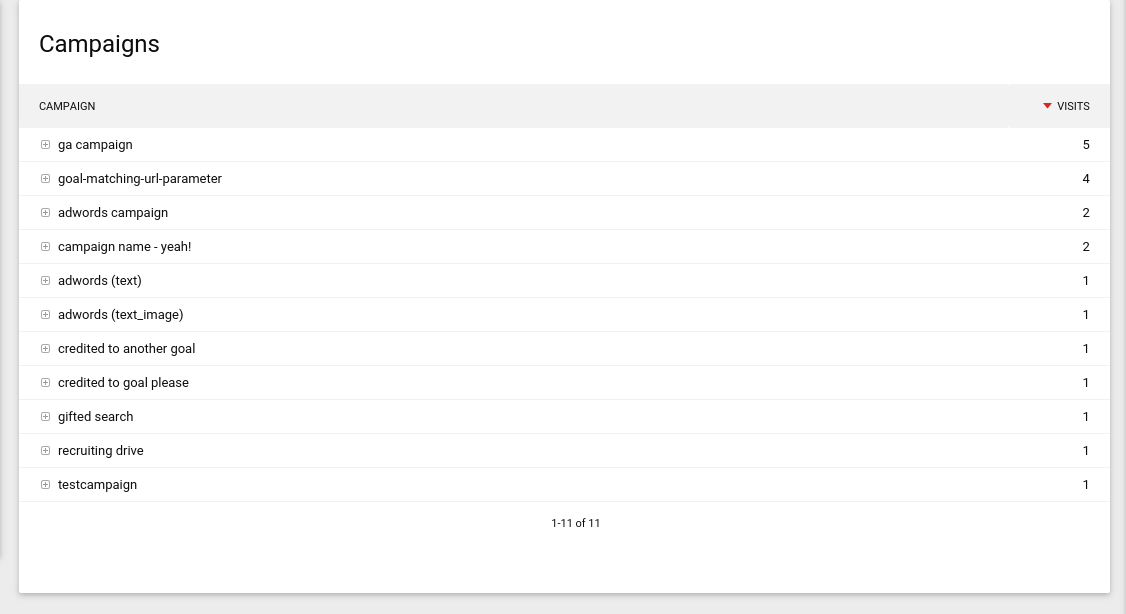 Campaigns
CAMPAIGN VISITS
ga campaign 5
goal-matching-url-parameter 4
adwords campaign 2
campaign name - yeah! 2
adwords (text) 1
adwords (text_image) 1
credited to another goal 1
credited to goal please 1
gifted search 1
recruiting drive 1
testcampaign 1
1-11 of 11